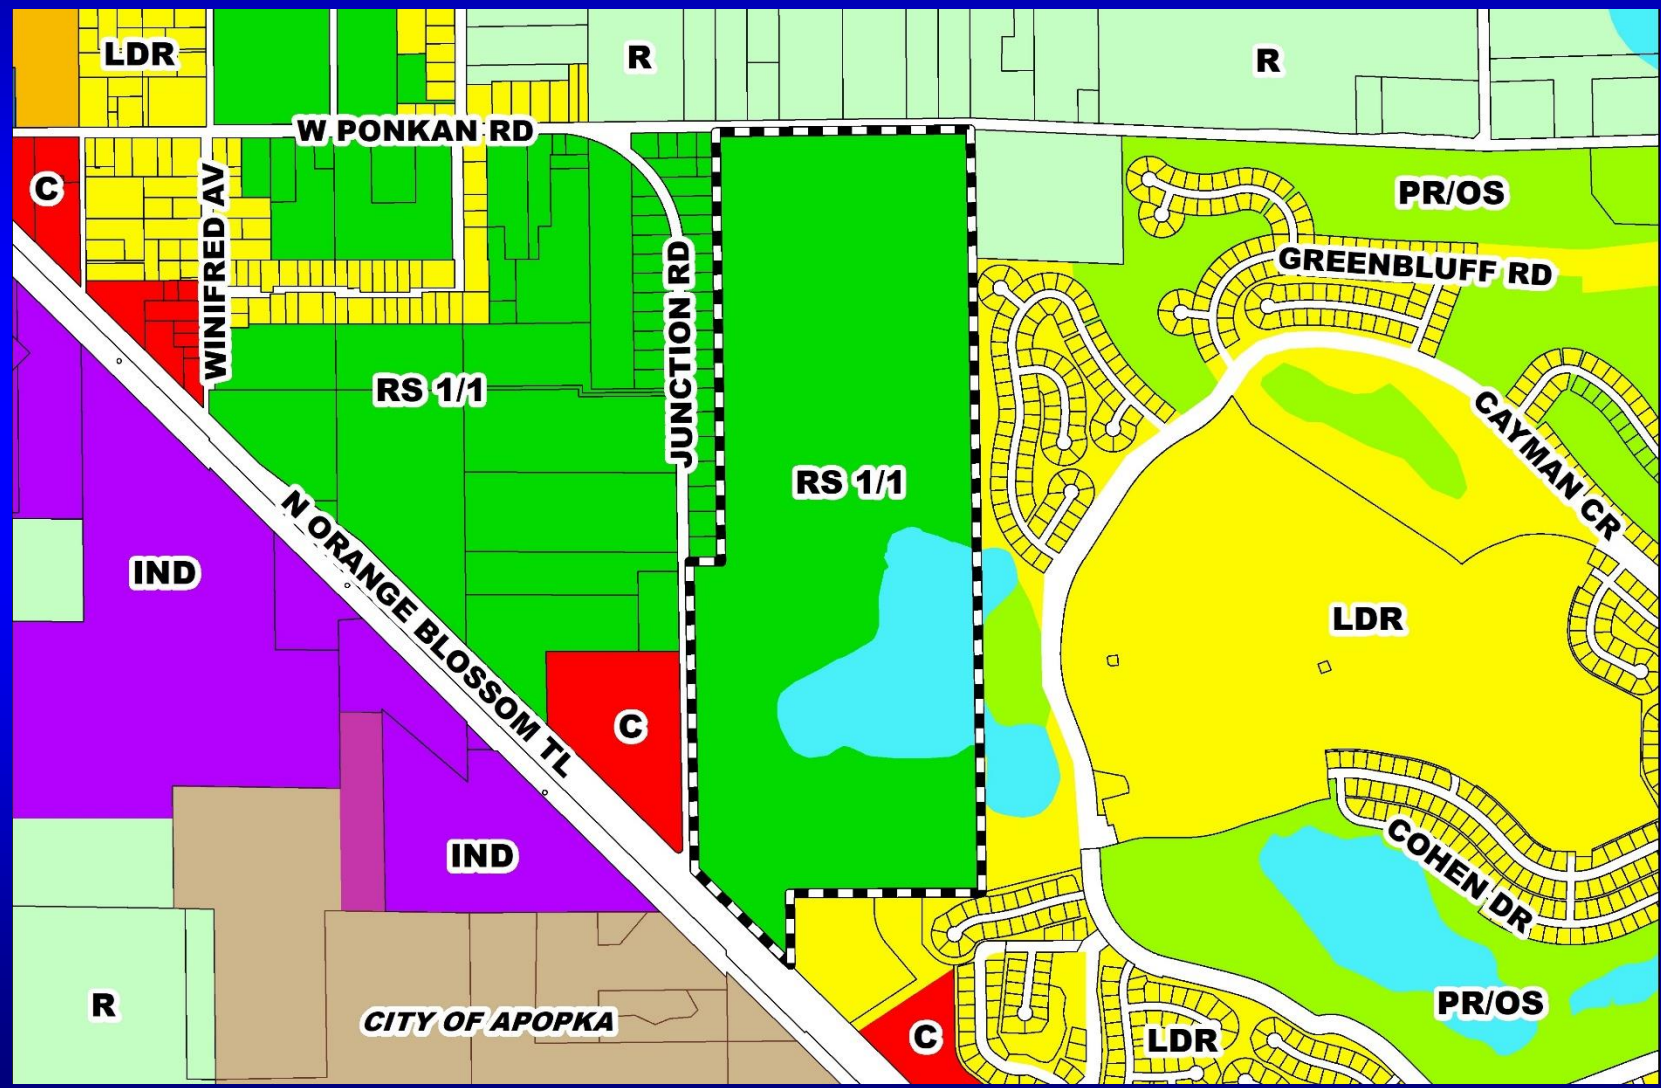 LDR
R
R
W PONKAN RD
C
WINIFRED AV
PR/OS
GREENBLUFF RD
JUNCTION RD
RS 1/1
RS 1/1
CAYMAN CR
N ORANGE BLOSSOM TL
IND
LDR
C
IND
COHEN DR
R
CITY OF APOPKA
PR/OS
C
LDR